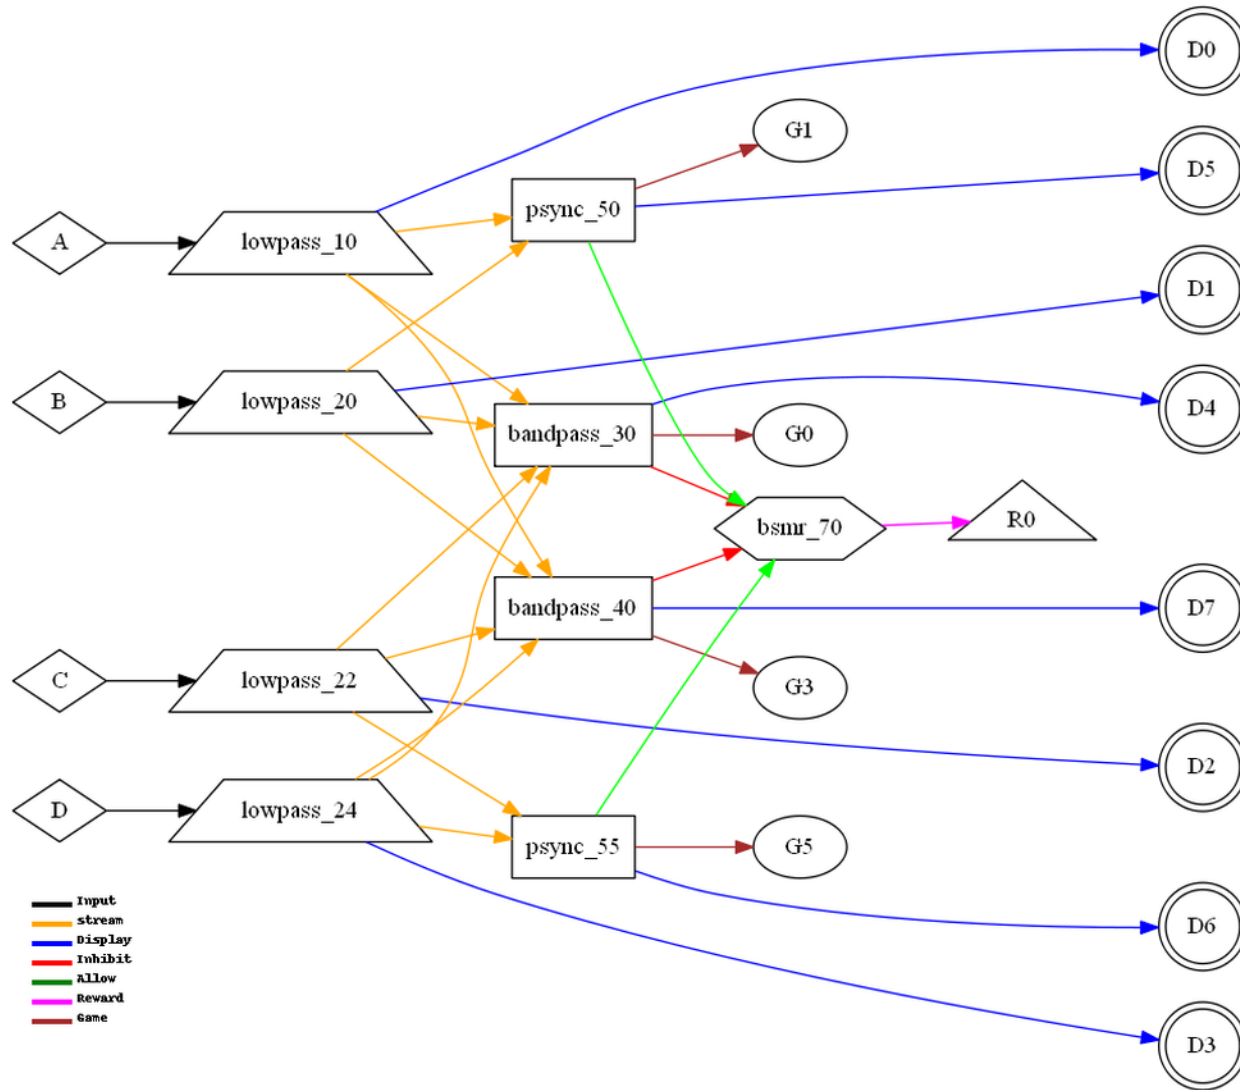 D0
G1
D5
psync_50
A
lowpass_10
D1
B
lowpass_20
D4
bandpass_30
G0
bsmr_70
R0
bandpass_40
D7
C
lowpass_22
G3
D2
D
lowpass_24
psync_55
G5
D6
D3
Input
stream
Display
Inhibit
Allow
Reward
Game